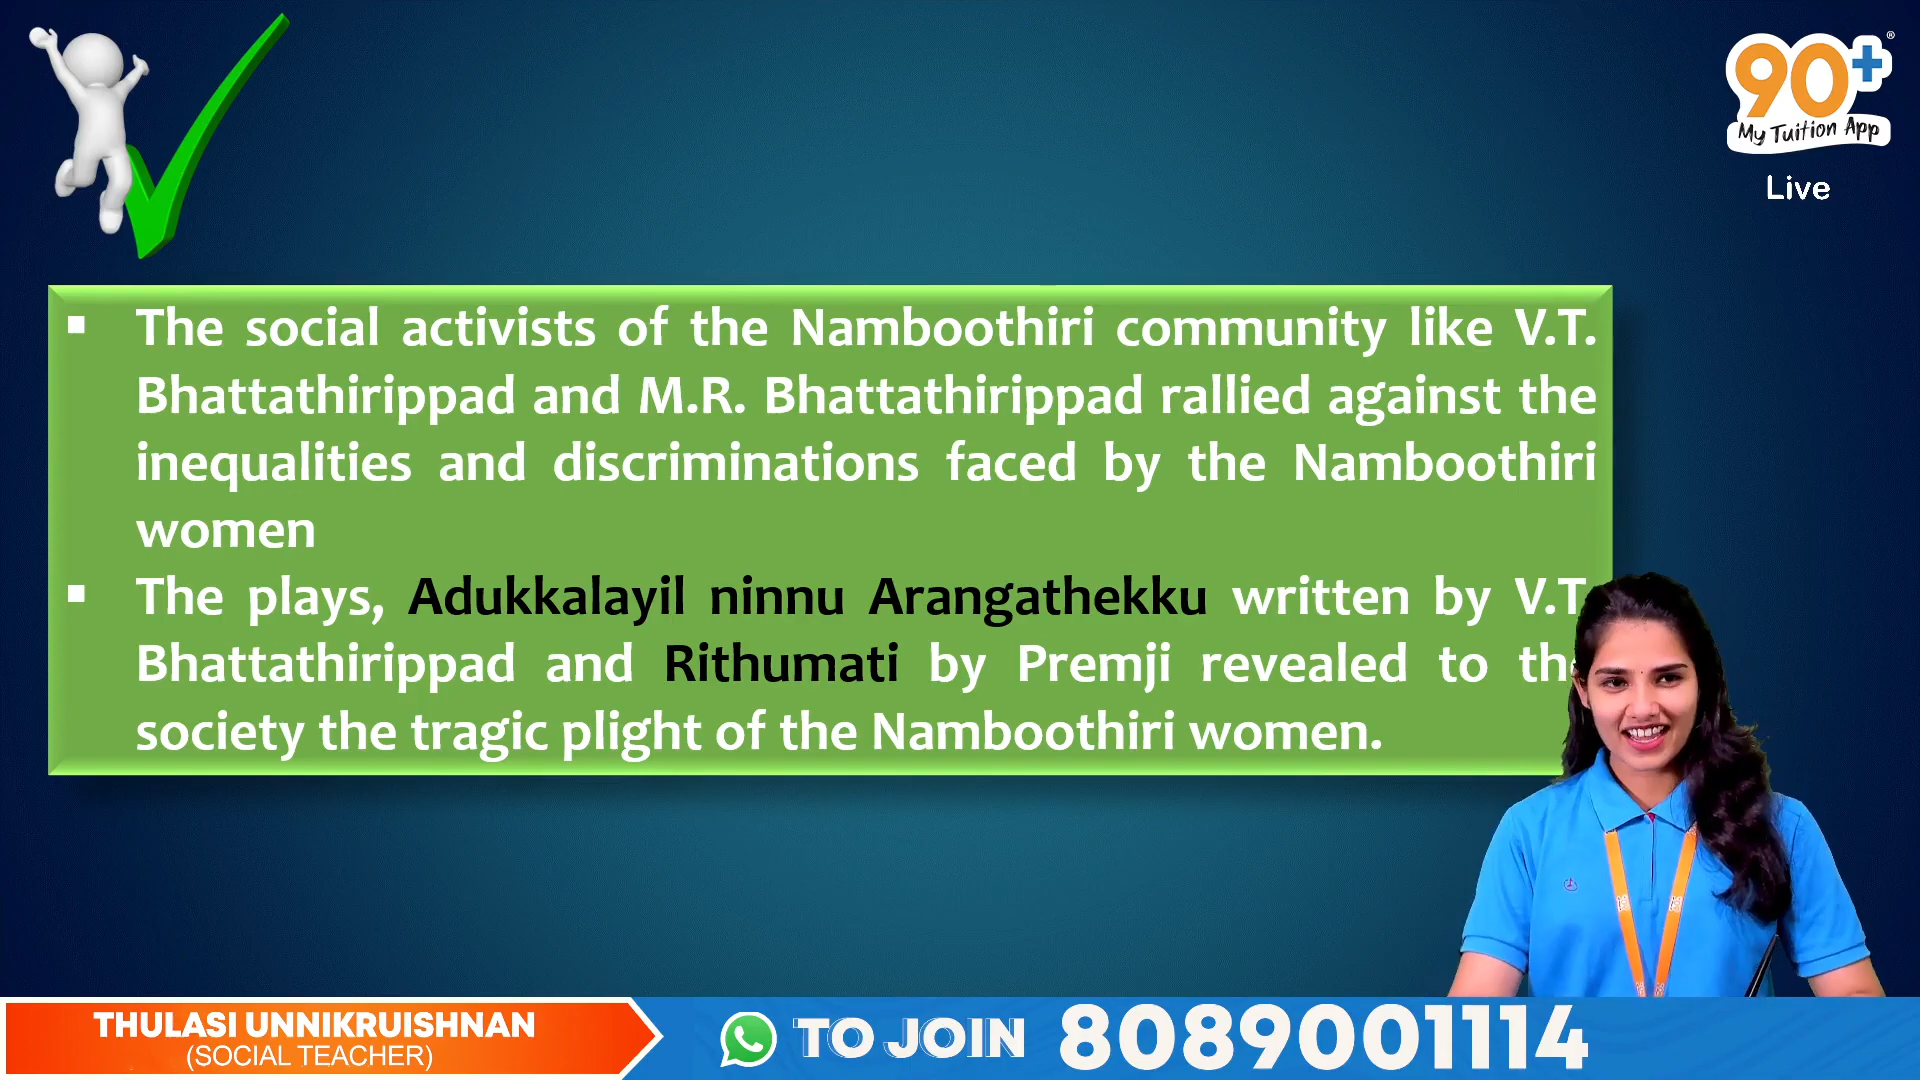 90+
®
My Tuition App
Live
▪ The social activists of the Namboothiri community like V.T.
Bhattathirippad and M.R. Bhattathirippad rallied against the
inequalities and discriminations faced by the Namboothiri
women
▪ The plays, Adukkalayil ninnu Arangathekku written by V.T.
Bhattathirippad and Rithumati by Premji revealed to the
society the tragic plight of the Namboothiri women.
THULASI UNNIKRUISHNAN
(SOCIAL TEACHER)
TO JOIN 8089001114